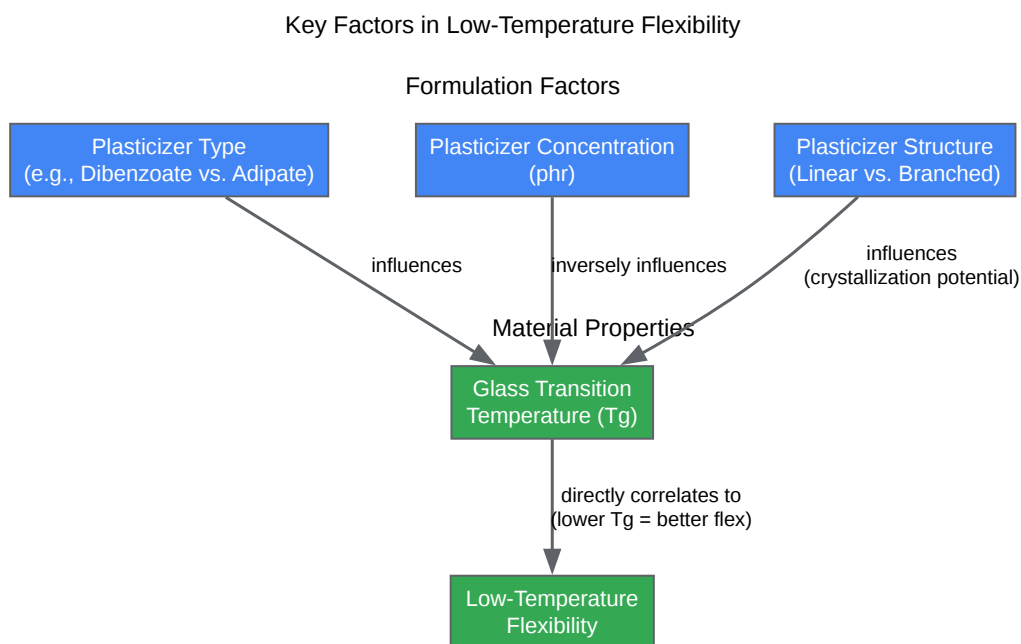 Key Factors in Low-Temperature Flexibility
Formulation Factors
Plasticizer Type
(e.g., Dibenzoate vs. Adipate)
Plasticizer Concentration
(phr)
Plasticizer Structure
(Linear vs. Branched)
influences
inversely influences
influences
(crystallization potential)
Material Properties
Glass Transition
Temperature (Tg)
directly correlates to
(lower Tg = better flex)
Low-Temperature
Flexibility